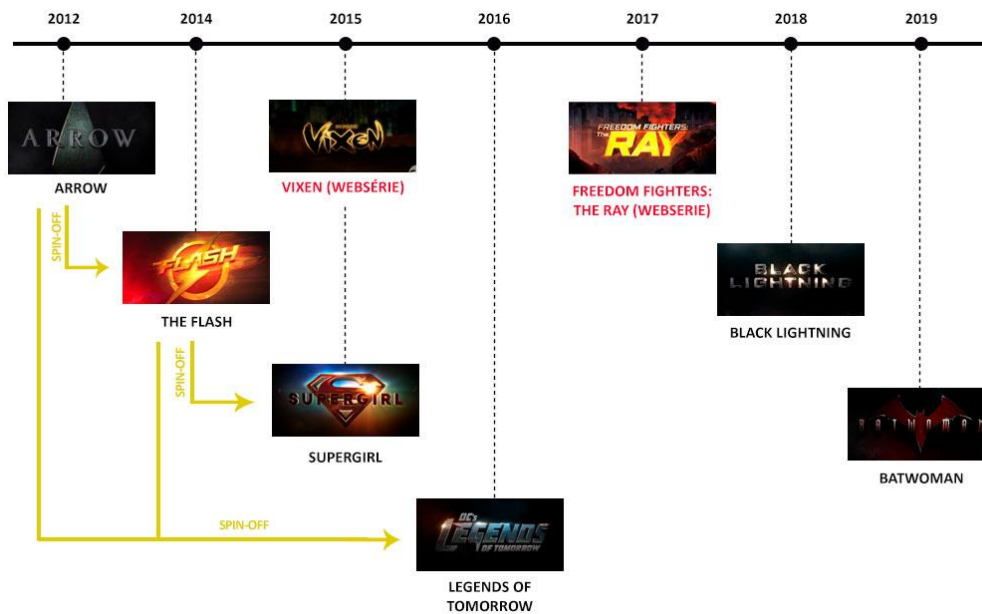 2012
2014
2015
2016
2017
2018
2019
ARROW
ARROW
VIXEN
VIXEN (WEBSÉRIE)
FREEDOM FIGHTERS:
The RAY
FREEDOM FIGHTERS:
THE RAY (WEBSERIE)
SPIN-OFF
FLASH
THE FLASH
BLACK
LIGHTNING
BLACK LIGHTNING
SPIN-OFF
SUPERGIRL
SUPERGIRL
BATWOMAN
BATWOMAN
SPIN-OFF
DC's
LEGENDS
OF TOMORROW
LEGENDS OF
TOMORROW